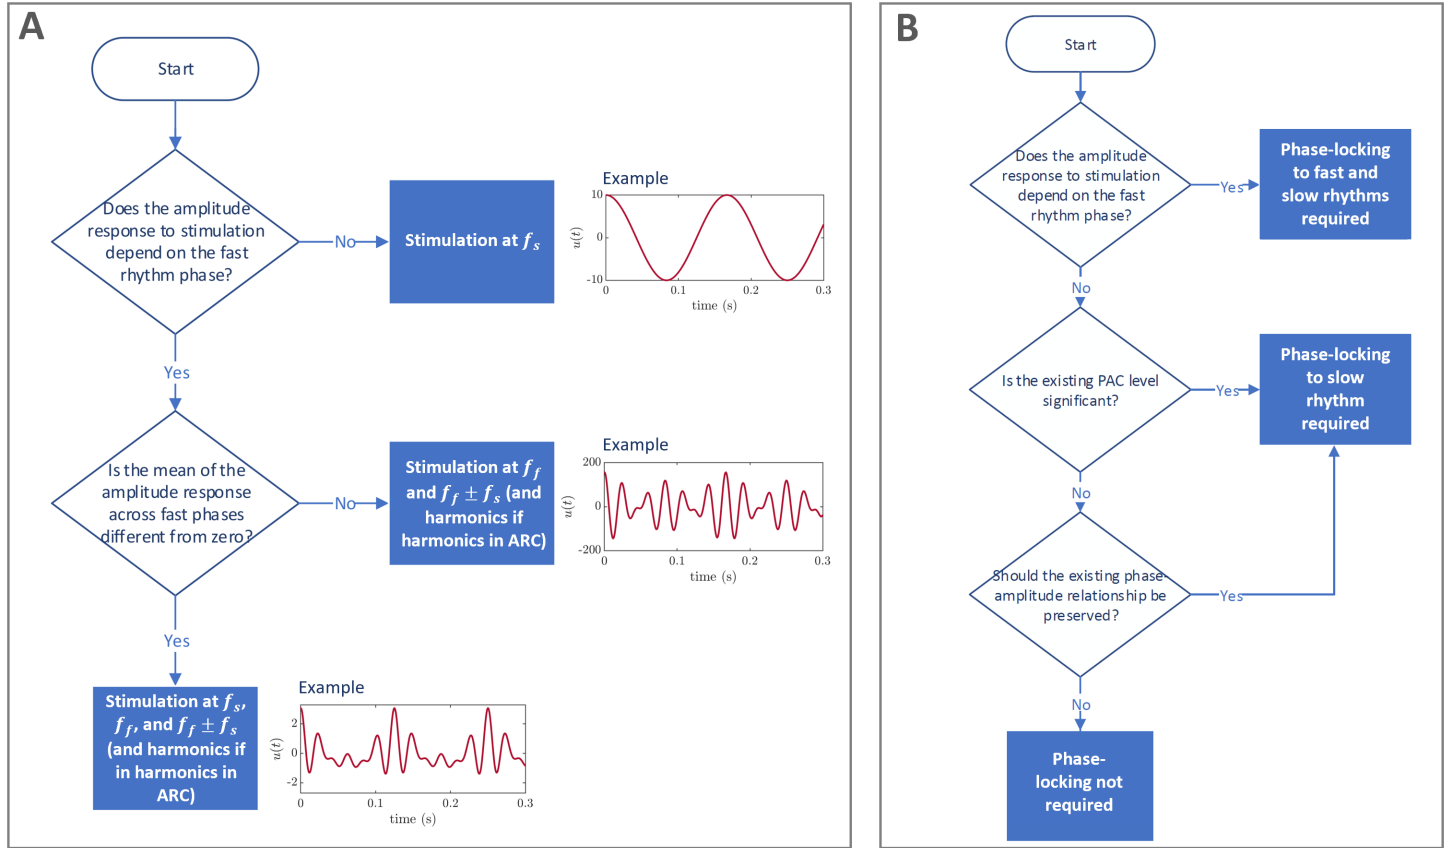 A
Start
Does the amplitude
response to stimulation
depend on the fast
rhythm phase?
No
Stimulation at f_s
Example
10
0
-10
u(t)
0 0.1 0.2 0.3
time (s)
Yes
Is the mean of the
amplitude response
across fast phases
different from zero?
No
Stimulation at f_f
and f_f ± f_s (and
harmonics if
harmonics in ARC)
Example
200
0
-200
u(t)
0 0.1 0.2 0.3
time (s)
Yes
Stimulation at f_s,
f_f, and f_f ± f_s
(and harmonics if
in harmonics in
ARC)
Example
2
0
-2
u(t)
0 0.1 0.2 0.3
time (s)
B
Start
Does the amplitude
response to stimulation
depend on the fast
rhythm phase?
Yes
Phase-locking
to fast and
slow rhythms
required
No
Is the existing PAC level
significant?
Yes
Phase-locking
to slow
rhythm
required
No
Should the existing phase-
amplitude relationship be
preserved?
Yes
No
Phase-
locking not
required